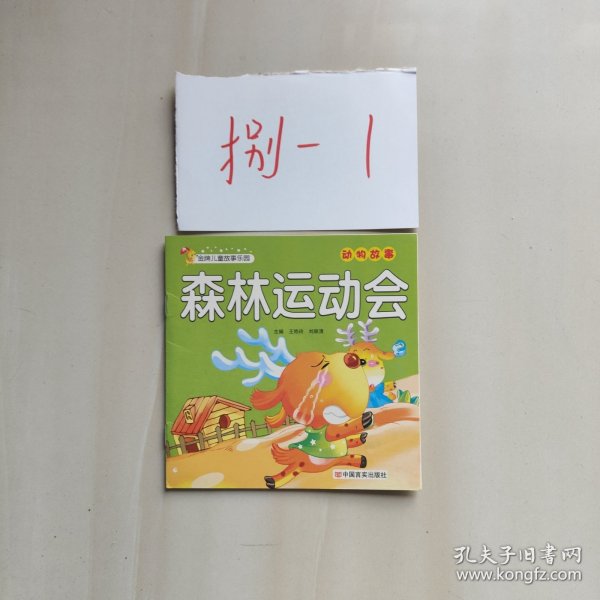 捌-1
金牌儿童故事乐园
动物故事
森林运动会
中国言实出版社
孔夫子旧书网
www.kongfz.com